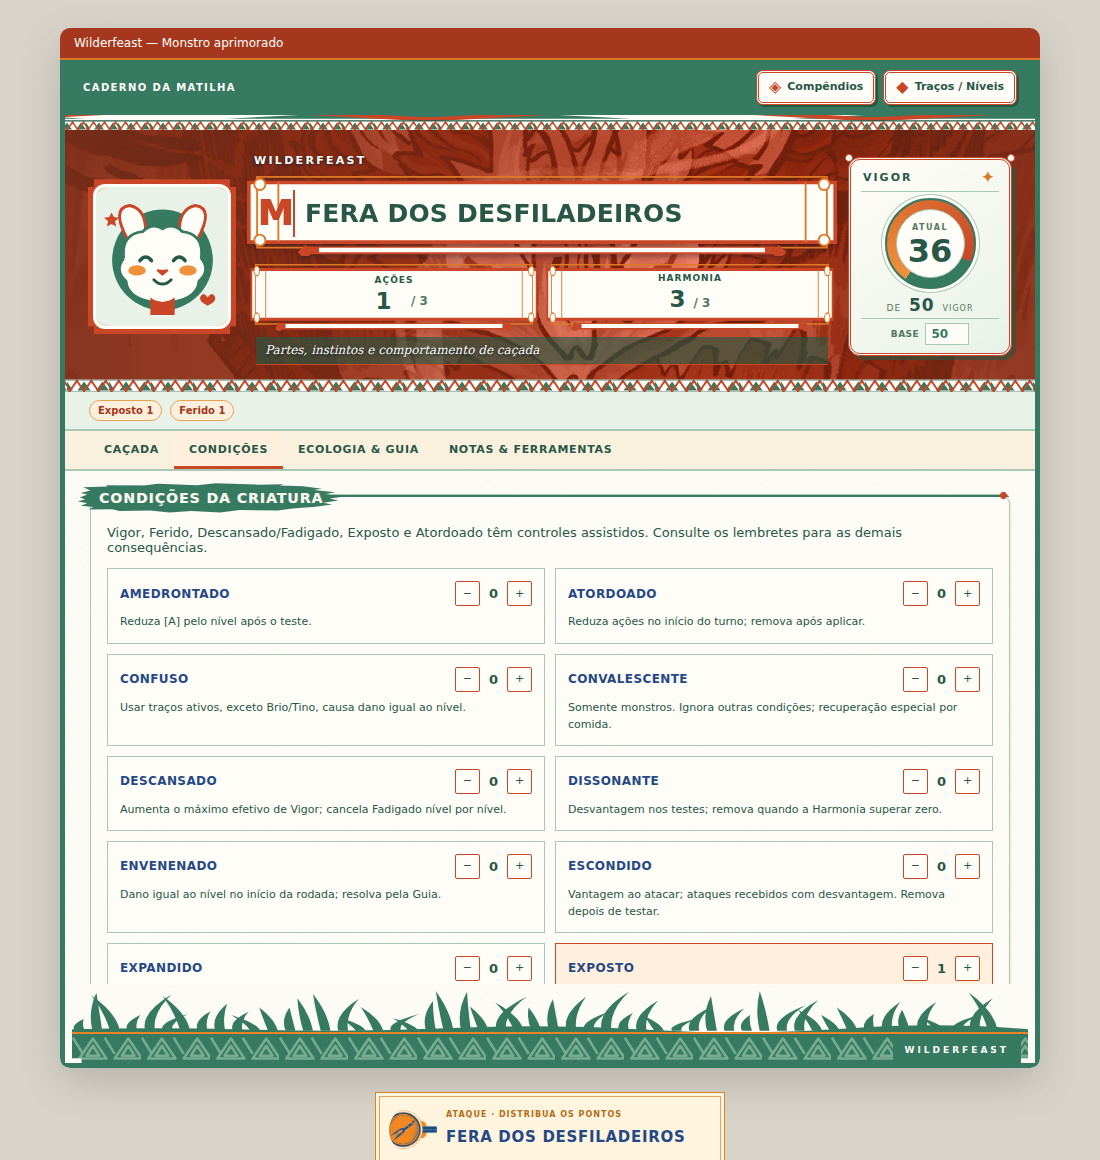 Wilderfeast — Monstro aprimorado
CADERNO DA MATILHA
◈ Compêndios
◆ Traços / Níveis
WILDERFEAST
M FERA DOS DESFILADEIROS
AÇÕES
1 / 3
HARMONIA
3 / 3
Partes, instintos e comportamento de caçada
VIGOR
ATUAL
36
DE 50 VIGOR
BASE 50
Exposto 1
Ferido 1
CAÇADA
CONDIÇÕES
ECOLOGIA & GUIA
NOTAS & FERRAMENTAS
CONDIÇÕES DA CRIATURA
Vigor, Ferido, Descansado/Fadigado, Exposto e Atordoado têm controles assistidos. Consulte os lembretes para as demais
consequências.
AMEDRONTADO − 0 +
Reduza [A] pelo nível após o teste.
ATORDOADO − 0 +
Reduza ações no início do turno; remova após aplicar.
CONFUSO − 0 +
Usar traços ativos, exceto Brio/Tino, causa dano igual ao nível.
CONVALESCENTE − 0 +
Somente monstros. Ignora outras condições; recuperação especial por
comida.
DESCANSADO − 0 +
Aumenta o máximo efetivo de Vigor; cancela Fadigado nível por nível.
DISSONANTE − 0 +
Desvantagem nos testes; remova quando a Harmonia superar zero.
ENVENENADO − 0 +
Dano igual ao nível no início da rodada; resolva pela Guia.
ESCONDIDO − 0 +
Vantagem ao atacar; ataques recebidos com desvantagem. Remova
depois de testar.
EXPANDIDO − 0 +
EXPOSTO − 1 +
WILDERFEAST
ATAQUE · DISTRIBUA OS PONTOS
FERA DOS DESFILADEIROS